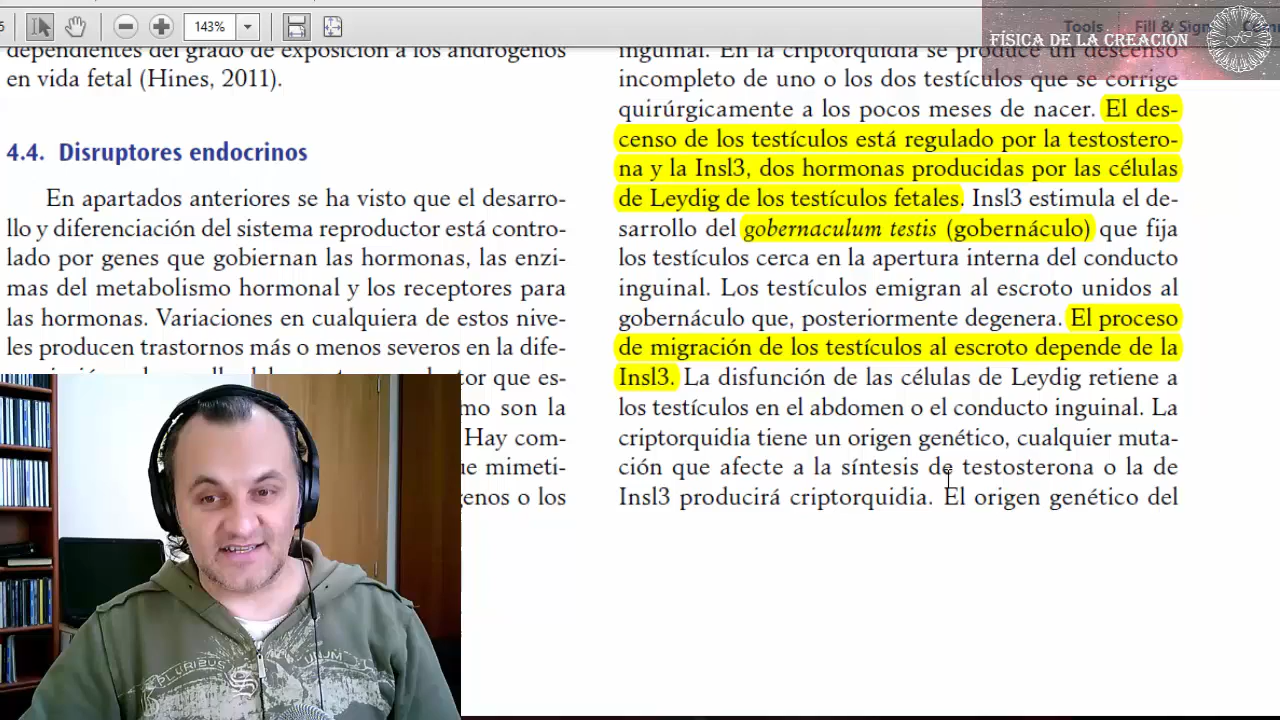 143%
Tools
Fill & Sign
FÍSICA DE LA CREACIÓN
dependientes del grado de exposición a los andrógenos
en vida fetal (Hines, 2011).
4.4. Disruptores endocrinos
En apartados anteriores se ha visto que el desarro-
llo y diferenciación del sistema reproductor está contro-
lado por genes que gobiernan las hormonas, las enzi-
mas del metabolismo hormonal y los receptores para
las hormonas. Variaciones en cualquiera de estos nive-
les producen trastornos más o menos severos en la dife-
que es-
mo son la
Hay com-
ue mimeti-
genos o los
inguinal. En la criptorquidia se produce un descenso
incompleto de uno o los dos testículos que se corrige
quirúrgicamente a los pocos meses de nacer. El des-
censo de los testículos está regulado por la testostero-
na y la Insl3, dos hormonas producidas por las células
de Leydig de los testículos fetales. Insl3 estimula el de-
sarrollo del gobernaculum testis (gobernáculo) que fija
los testículos cerca en la apertura interna del conducto
inguinal. Los testículos emigran al escroto unidos al
gobernáculo que, posteriormente degenera. El proceso
de migración de los testículos al escroto depende de la
Insl3. La disfunción de las células de Leydig retiene a
los testículos en el abdomen o el conducto inguinal. La
criptorquidia tiene un origen genético, cualquier muta-
ción que afecte a la síntesis de testosterona o la de
Insl3 producirá criptorquidia. El origen genético del
PLURIBUS UNUM